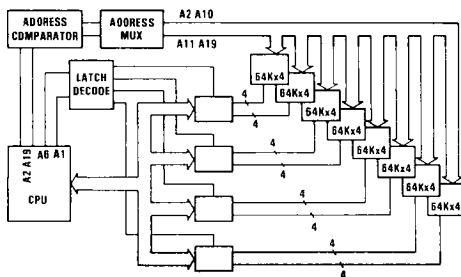 ADDRESS
COMPARATOR
ADDRESS
MUX
A2 A10
A11 A19
LATCH
DECODE
A2 A19
A6 A1
CPU
4
4
4
4
4
4
4
4
64Kx4
64Kx4
64Kx4
64Kx4
64Kx4
64Kx4
64Kx4
64Kx4